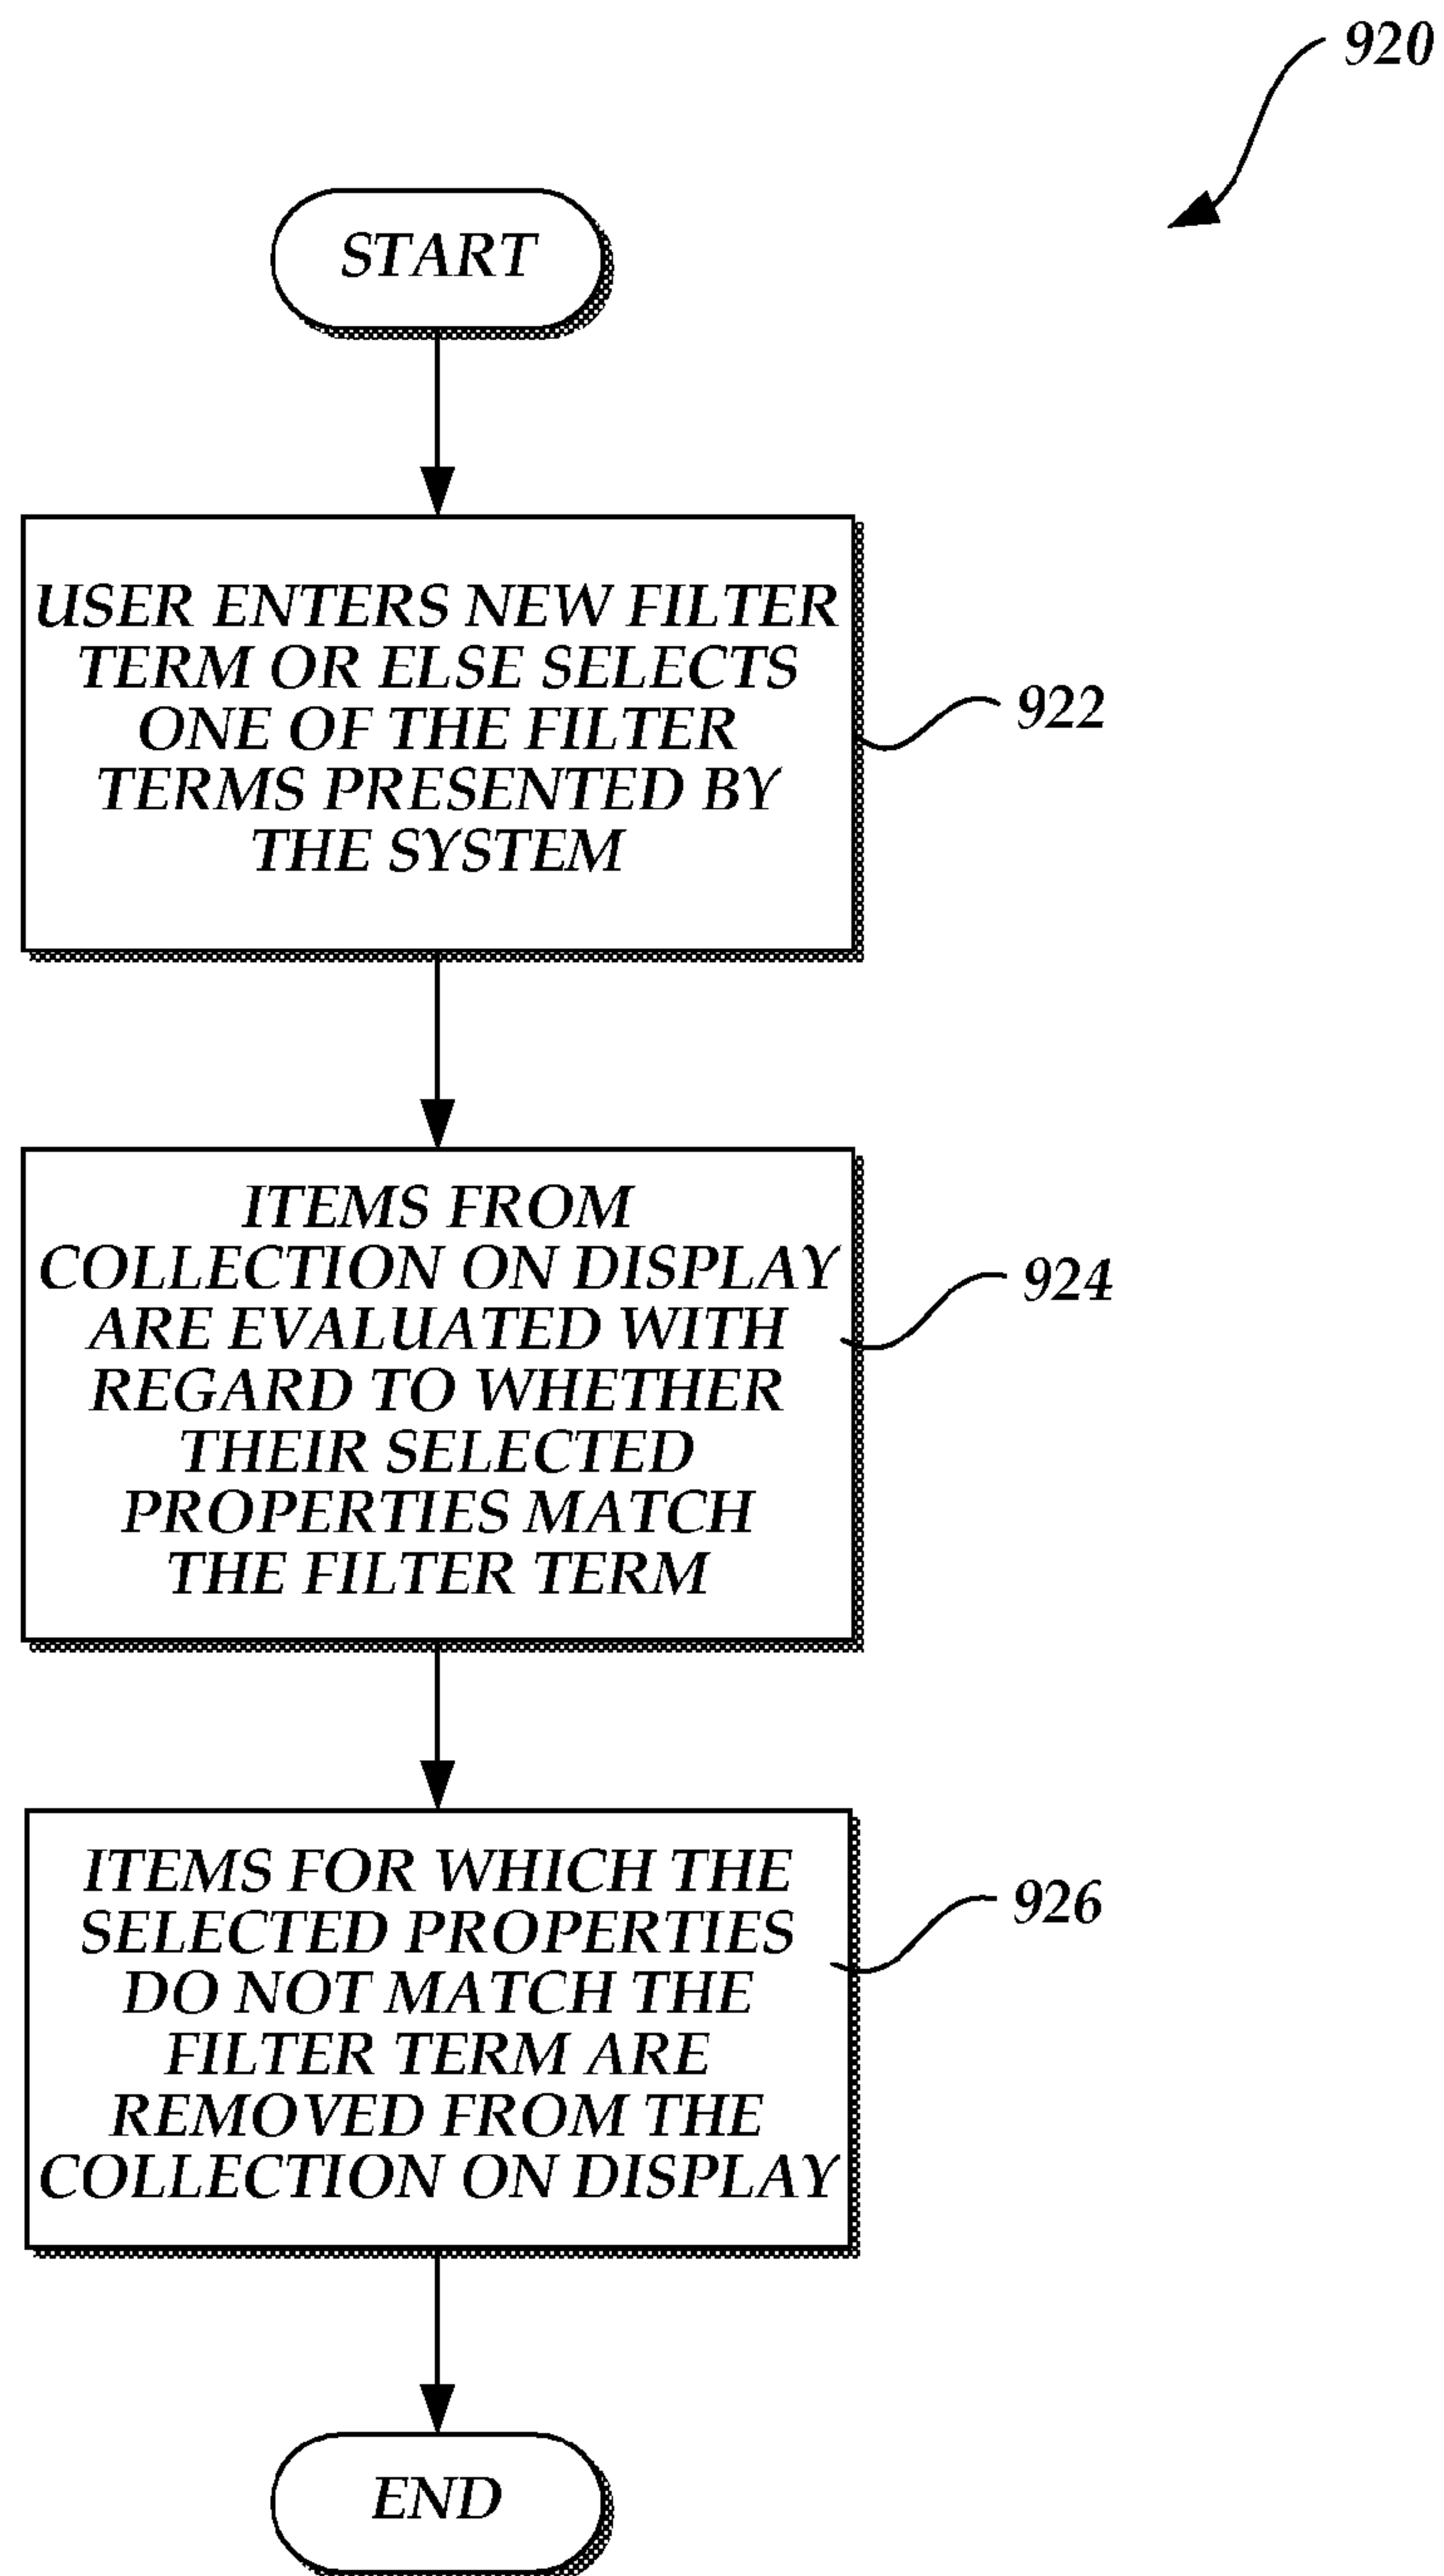 920
START
USER ENTERS NEW FILTER
TERM OR ELSE SELECTS
ONE OF THE FILTER
TERMS PRESENTED BY
THE SYSTEM
922
ITEMS FROM
COLLECTION ON DISPLAY
ARE EVALUATED WITH
REGARD TO WHETHER
THEIR SELECTED
PROPERTIES MATCH
THE FILTER TERM
924
ITEMS FOR WHICH THE
SELECTED PROPERTIES
DO NOT MATCH THE
FILTER TERM ARE
REMOVED FROM THE
COLLECTION ON DISPLAY
926
END